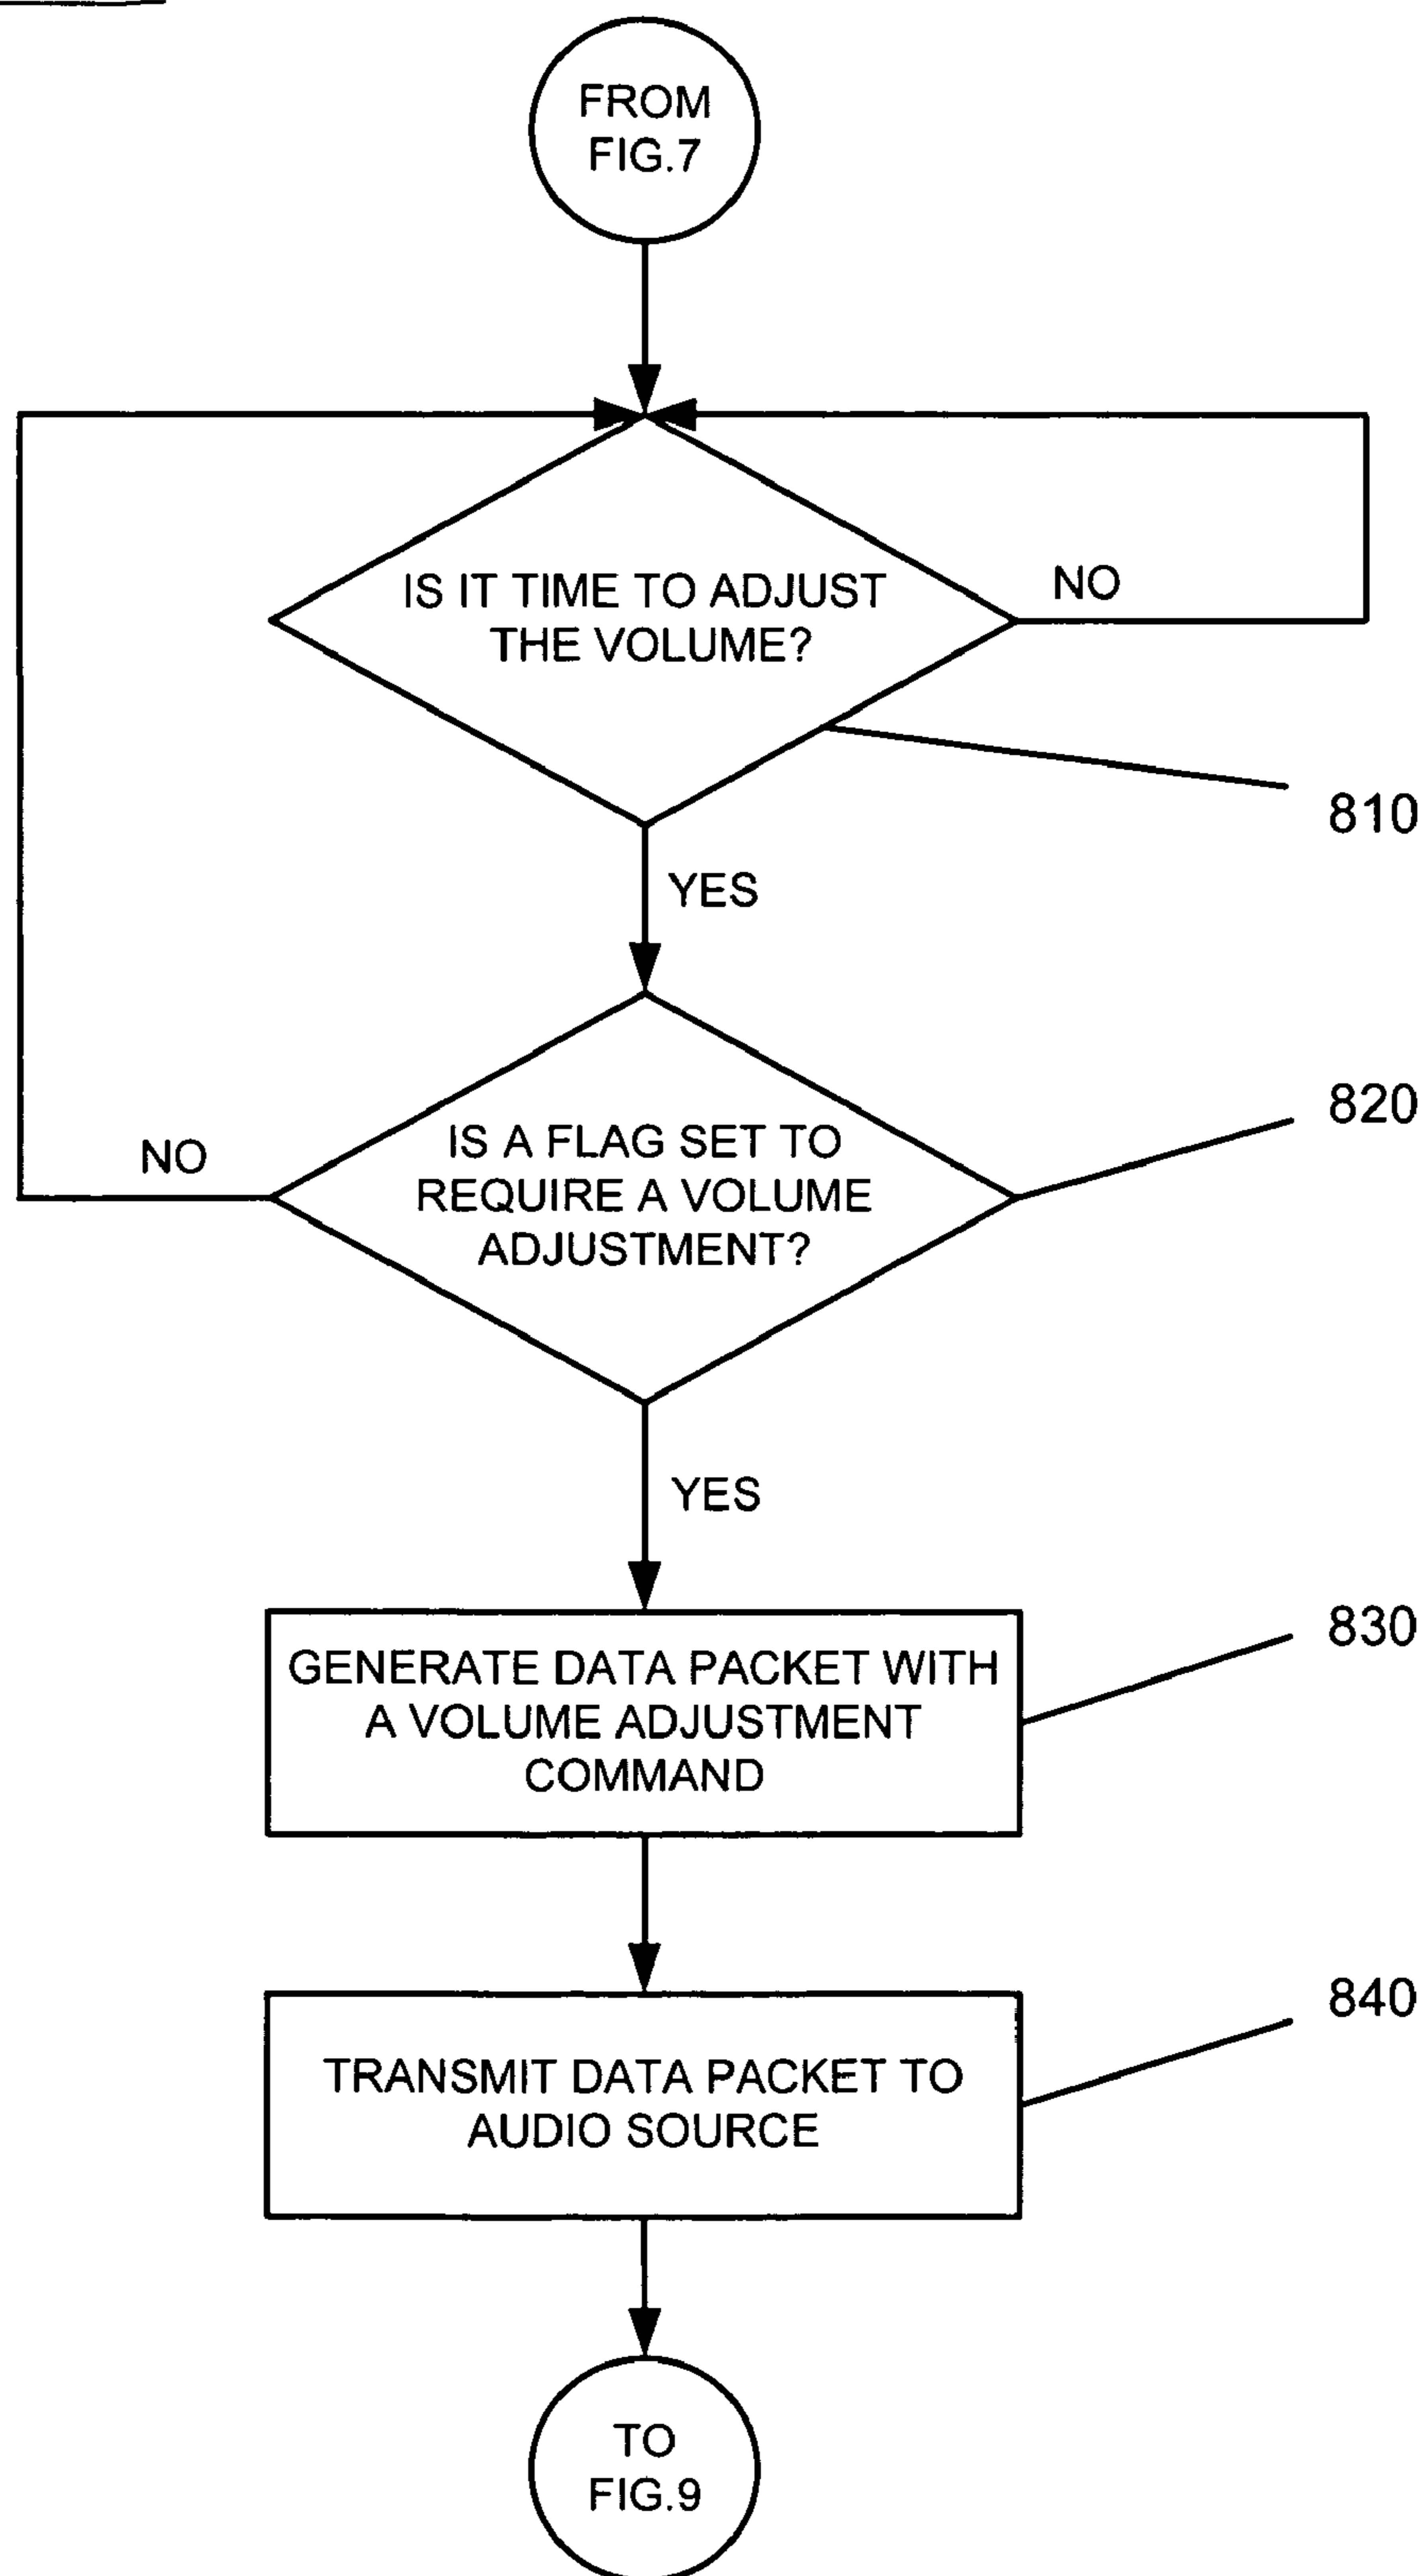 FROM
FIG.7
IS IT TIME TO ADJUST
THE VOLUME?
NO
810
YES
820
IS A FLAG SET TO
REQUIRE A VOLUME
ADJUSTMENT?
NO
YES
830
GENERATE DATA PACKET WITH
A VOLUME ADJUSTMENT
COMMAND
840
TRANSMIT DATA PACKET TO
AUDIO SOURCE
TO
FIG.9